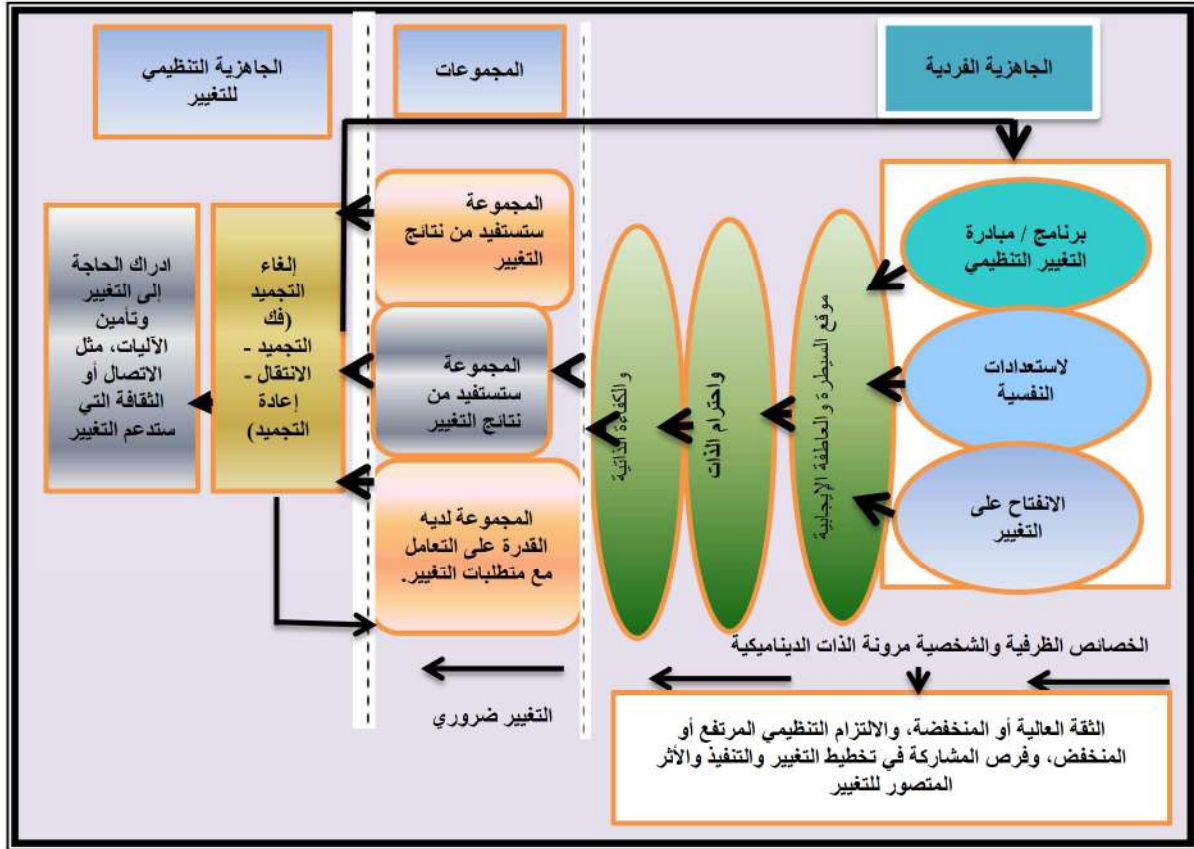 الجاهزية الفردية
المجموعات
الجاهزية التنظيمي
للتغيير
برنامج / مبادرة
التغيير التنظيمي
لاستعدادات
النفسية
الانفتاح على
التغيير
موقع السيطرة والعاطفة الإيجابية
واحترام الذات
والكفاءة الذاتية
المجموعة
ستستفيد من نتائج
التغيير
المجموعة
ستستفيد من
نتائج التغيير
المجموعة لديه
القدرة على التعامل
مع متطلبات التغيير.
إلغاء
التجميد
(فك
التجميد -
الانتقال -
إعادة
التجميد)
ادراك الحاجة
إلى التغيير
وتأمين
الآليات، مثل
الاتصال أو
الثقافة التي
ستدعم التغيير
الخصائص الظرفية والشخصية مرونة الذات الديناميكية
التغيير ضروري
الثقة العالية أو المنخفضة، والالتزام التنظيمي المرتفع أو
المنخفض، وفرص المشاركة في تخطيط التغيير والتنفيذ والأثر
المتصور للتغيير